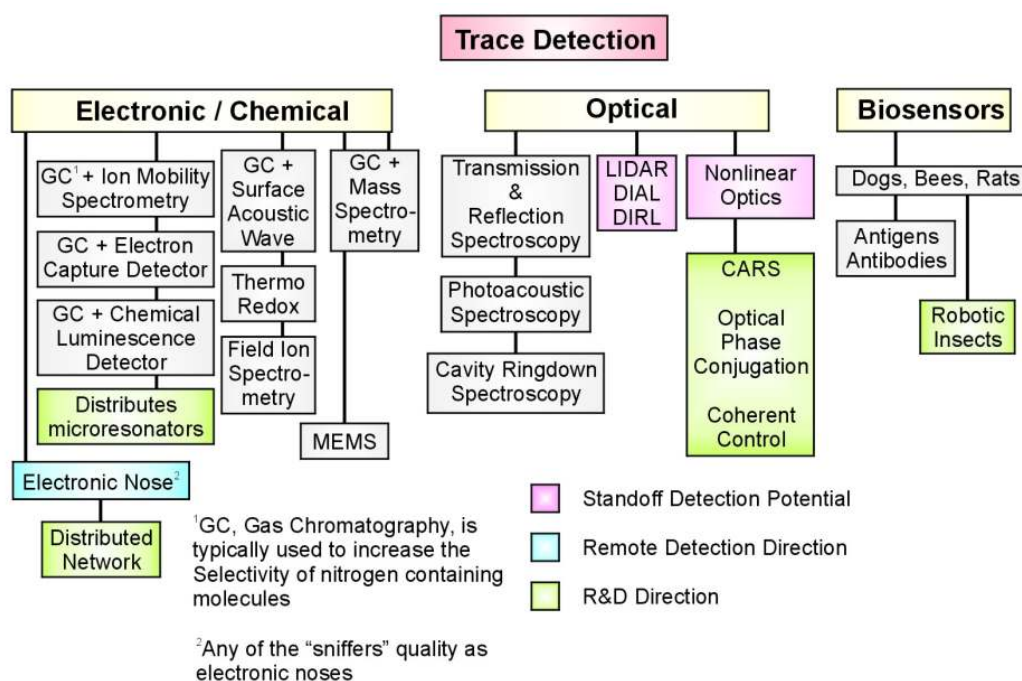 Trace Detection
Electronic / Chemical
GC¹ + Ion Mobility
Spectrometry
GC + Electron
Capture Detector
GC + Chemical
Luminescence
Detector
Distributes
microresonators
Electronic Nose²
Distributed
Network
GC +
Surface
Acoustic
Wave
Thermo
Redox
Field Ion
Spectro-
metry
GC +
Mass
Spectro-
metry
MEMS
Optical
Transmission
&
Reflection
Spectroscopy
Photoacoustic
Spectroscopy
Cavity Ringdown
Spectroscopy
LIDAR
DIAL
DIRL
Nonlinear
Optics
CARS
Optical
Phase
Conjugation
Coherent
Control
Biosensors
Dogs, Bees, Rats
Antigens
Antibodies
Robotic
Insects
¹GC, Gas Chromatography, is
typically used to increase the
Selectivity of nitrogen containing
molecules
²Any of the “sniffers” quality as
electronic noses
Standoff Detection Potential
Remote Detection Direction
R&D Direction